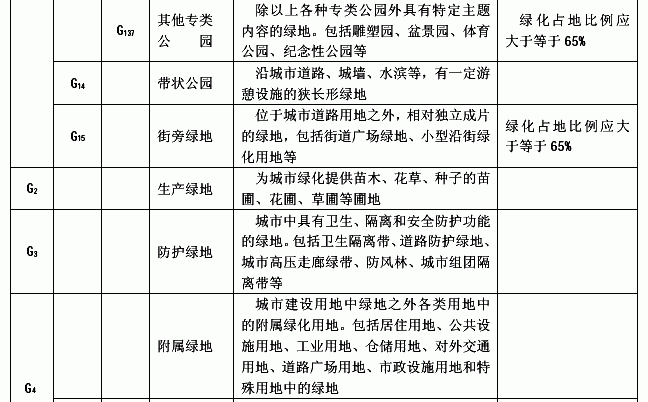 G137
其他专类
公 园
除以上各种专类公园外具有特定主题
内容的绿地。包括雕塑园、盆景园、体育
公园、纪念性公园等
绿化占地比例应
大于等于65%
G14
带状公园
沿城市道路、城墙、水滨等，有一定游
憩设施的狭长形绿地
G15
街旁绿地
位于城市道路用地之外，相对独立成片
的绿地，包括街道广场绿地、小型沿街绿
化用地等
绿化占地比例应大
于等于65%
G2
生产绿地
为城市绿化提供苗木、花草、种子的苗
圃、花圃、草圃等圃地
G3
防护绿地
城市中具有卫生、隔离和安全防护功能
的绿地。包括卫生隔离带、道路防护绿地、
城市高压走廊绿带、防风林、城市组团隔
离带等
G4
附属绿地
城市建设用地中绿地之外各类用地中
的附属绿化用地。包括居住用地、公共设
施用地、工业用地、仓储用地、对外交通
用地、道路广场用地、市政设施用地和特
殊用地中的绿地